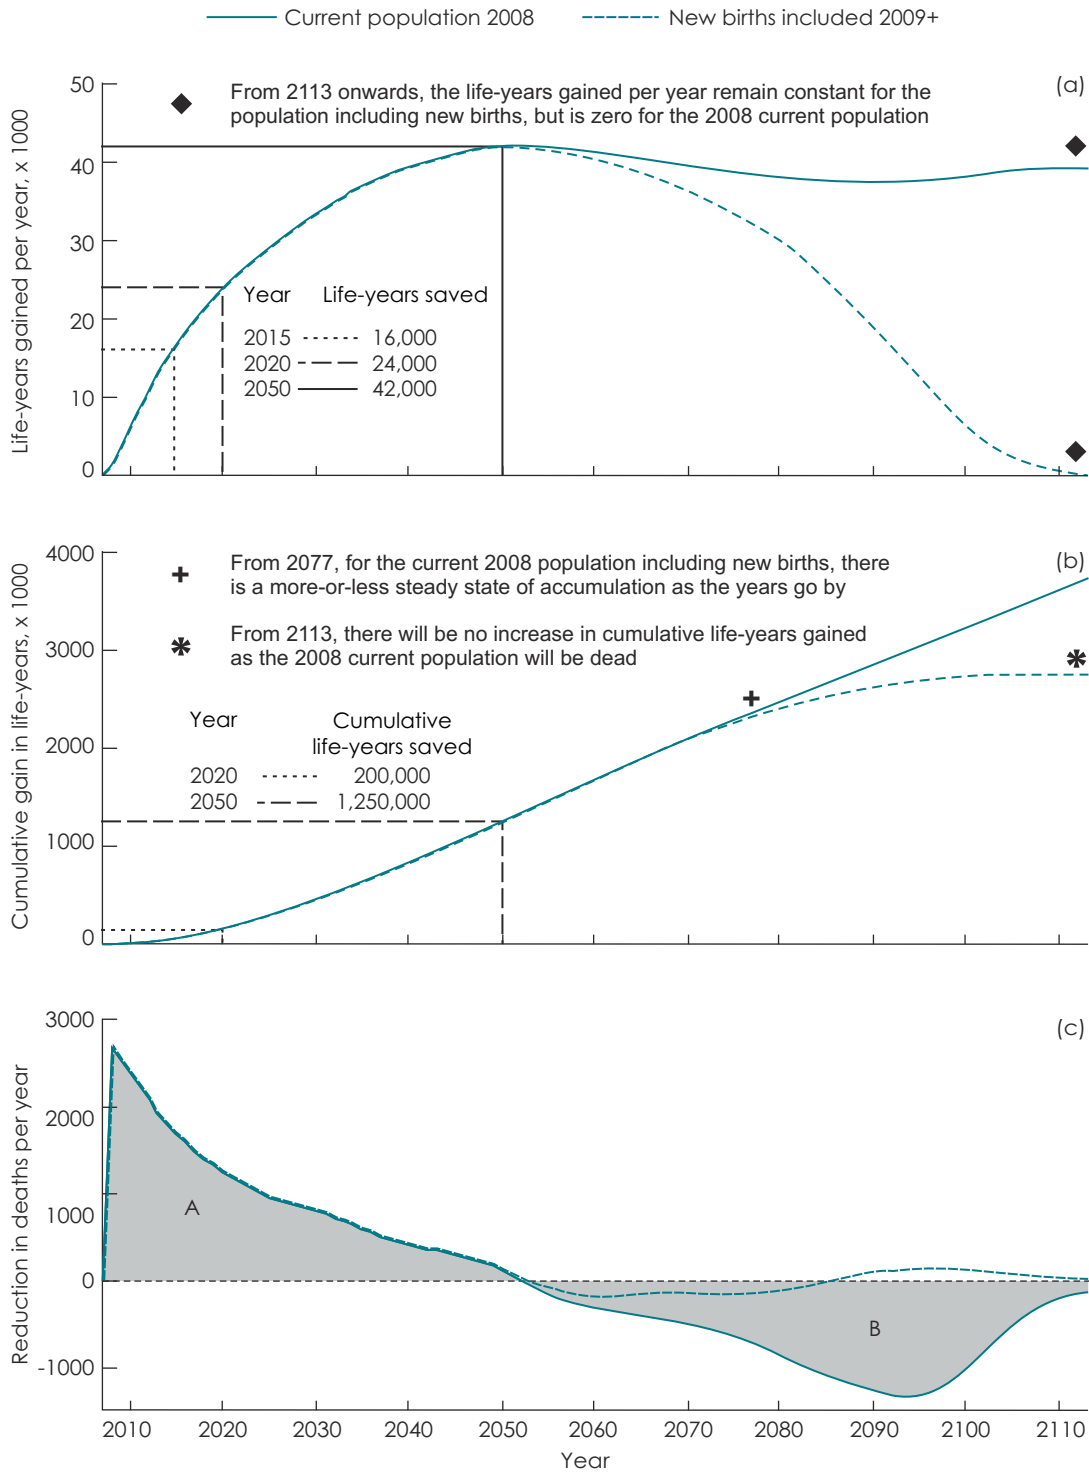 Current population 2008
New births included 2009+
(a)
Life-years gained per year, x 1000
50
40
30
20
10
0
From 2113 onwards, the life-years gained per year remain constant for the
population including new births, but is zero for the 2008 current population
Year Life-years saved
2015 16,000
2020 24,000
2050 42,000
(b)
Cumulative gain in life-years, x 1000
4000
3000
2000
1000
0
From 2077, for the current 2008 population including new births, there
is a more-or-less steady state of accumulation as the years go by
From 2113, there will be no increase in cumulative life-years gained
as the 2008 current population will be dead
Year Cumulative
life-years saved
2020 200,000
2050 1,250,000
(c)
Reduction in deaths per year
3000
2000
1000
0
-1000
A
B
2010 2020 2030 2040 2050 2060 2070 2080 2090 2100 2110
Year